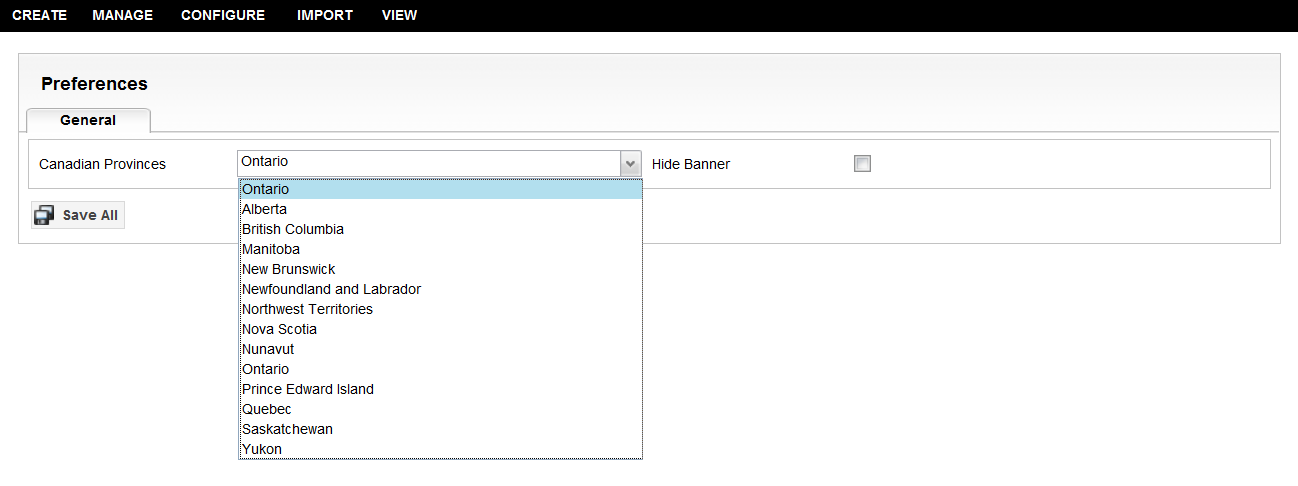 CREATE MANAGE CONFIGURE IMPORT VIEW
Preferences
General
Canadian Provinces Ontario Hide Banner
Ontario
Alberta
British Columbia
Manitoba
New Brunswick
Newfoundland and Labrador
Northwest Territories
Nova Scotia
Nunavut
Ontario
Prince Edward Island
Quebec
Saskatchewan
Yukon
Save All